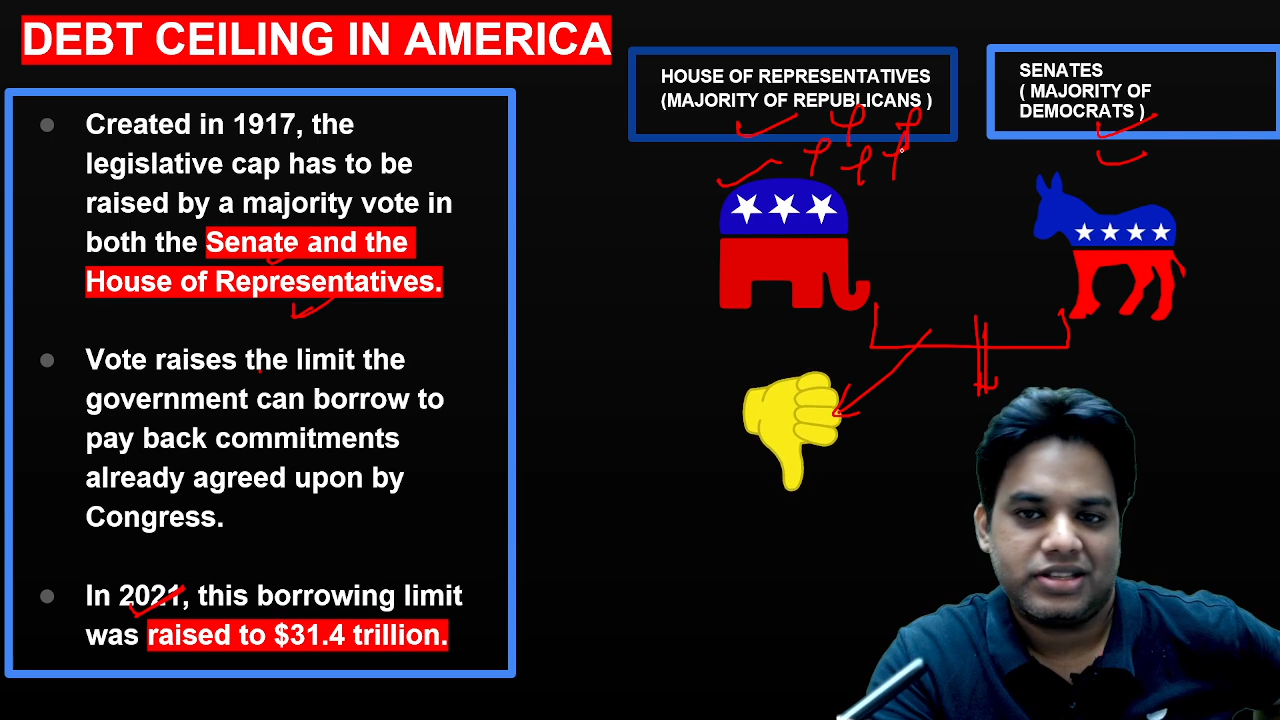 DEBT CEILING IN AMERICA
Created in 1917, the
legislative cap has to be
raised by a majority vote in
both the Senate and the
House of Representatives.
Vote raises the limit the
government can borrow to
pay back commitments
already agreed upon by
Congress.
In 2021, this borrowing limit
was raised to $31.4 trillion.
HOUSE OF REPRESENTATIVES
(MAJORITY OF REPUBLICANS )
SENATES
( MAJORITY OF
DEMOCRATS )